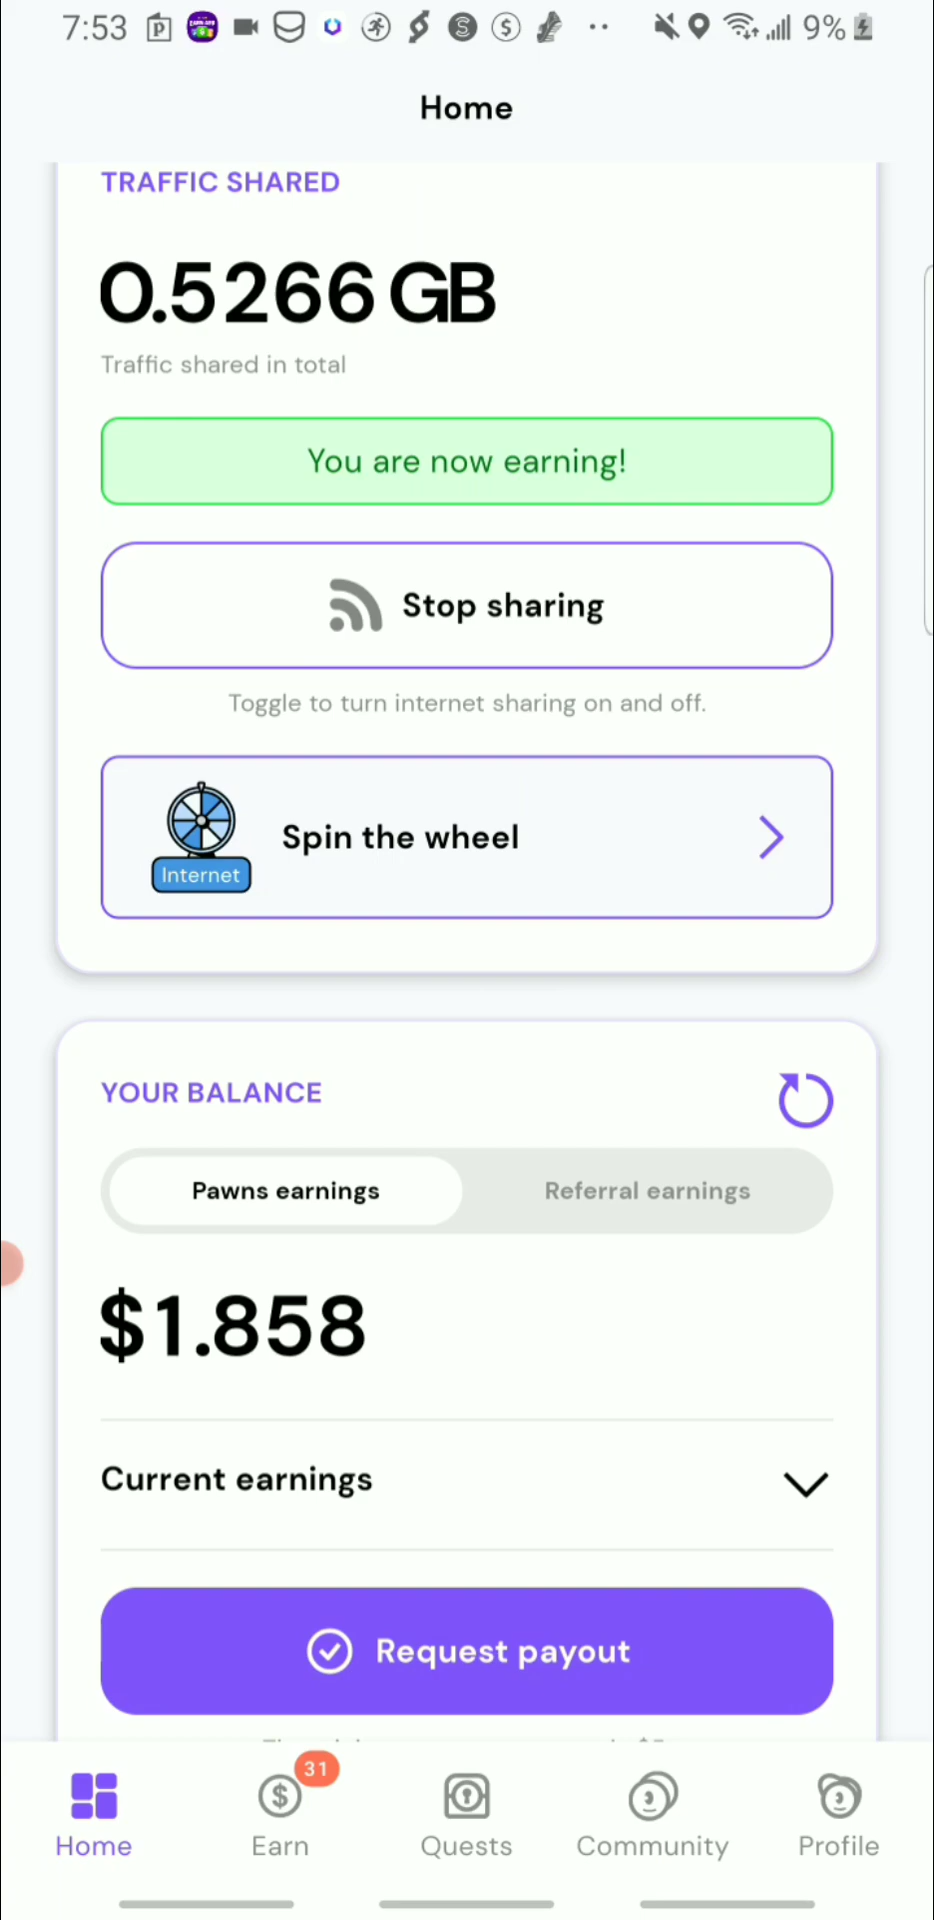 7:53
9%
Home
TRAFFIC SHARED
0.5266 GB
Traffic shared in total
You are now earning!
Stop sharing
Toggle to turn internet sharing on and off.
Internet
Spin the wheel
YOUR BALANCE
Pawns earnings
Referral earnings
$1.858
Current earnings
Request payout
31
Home
Earn
Quests
Community
Profile